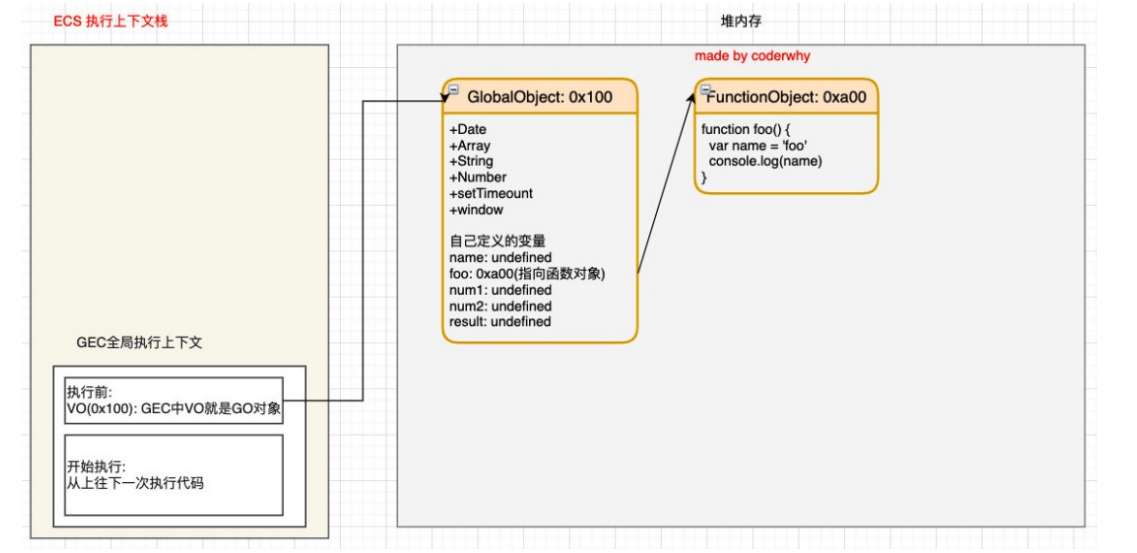 ECS 执行上下文栈
堆内存
made by coderwhy
GlobalObject: 0x100
+Date
+Array
+String
+Number
+setTimeount
+window
自己定义的变量
name: undefined
foo: 0xa00(指向函数对象)
num1: undefined
num2: undefined
result: undefined
FunctionObject: 0xa00
function foo() {
var name = 'foo'
console.log(name)
}
GEC全局执行上下文
执行前:
VO(0x100): GEC中VO就是GO对象
开始执行:
从上往下一次执行代码